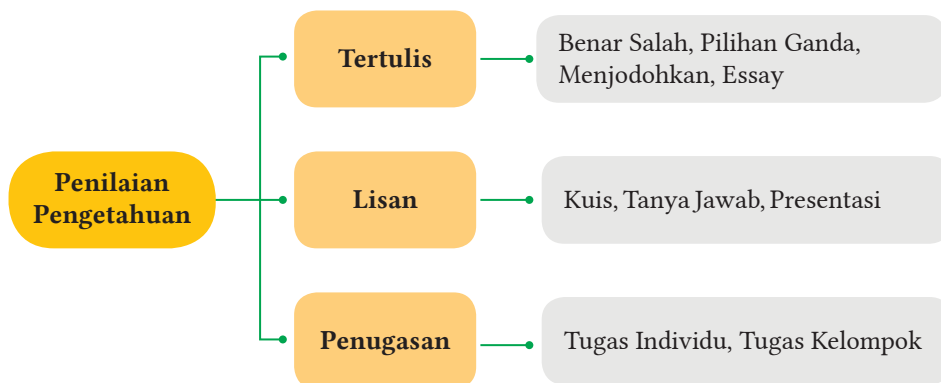 Penilaian
Pengetahuan
Tertulis
Benar Salah, Pilihan Ganda,
Menjodohkan, Essay
Lisan
Kuis, Tanya Jawab, Presentasi
Penugasan
Tugas Individu, Tugas Kelompok